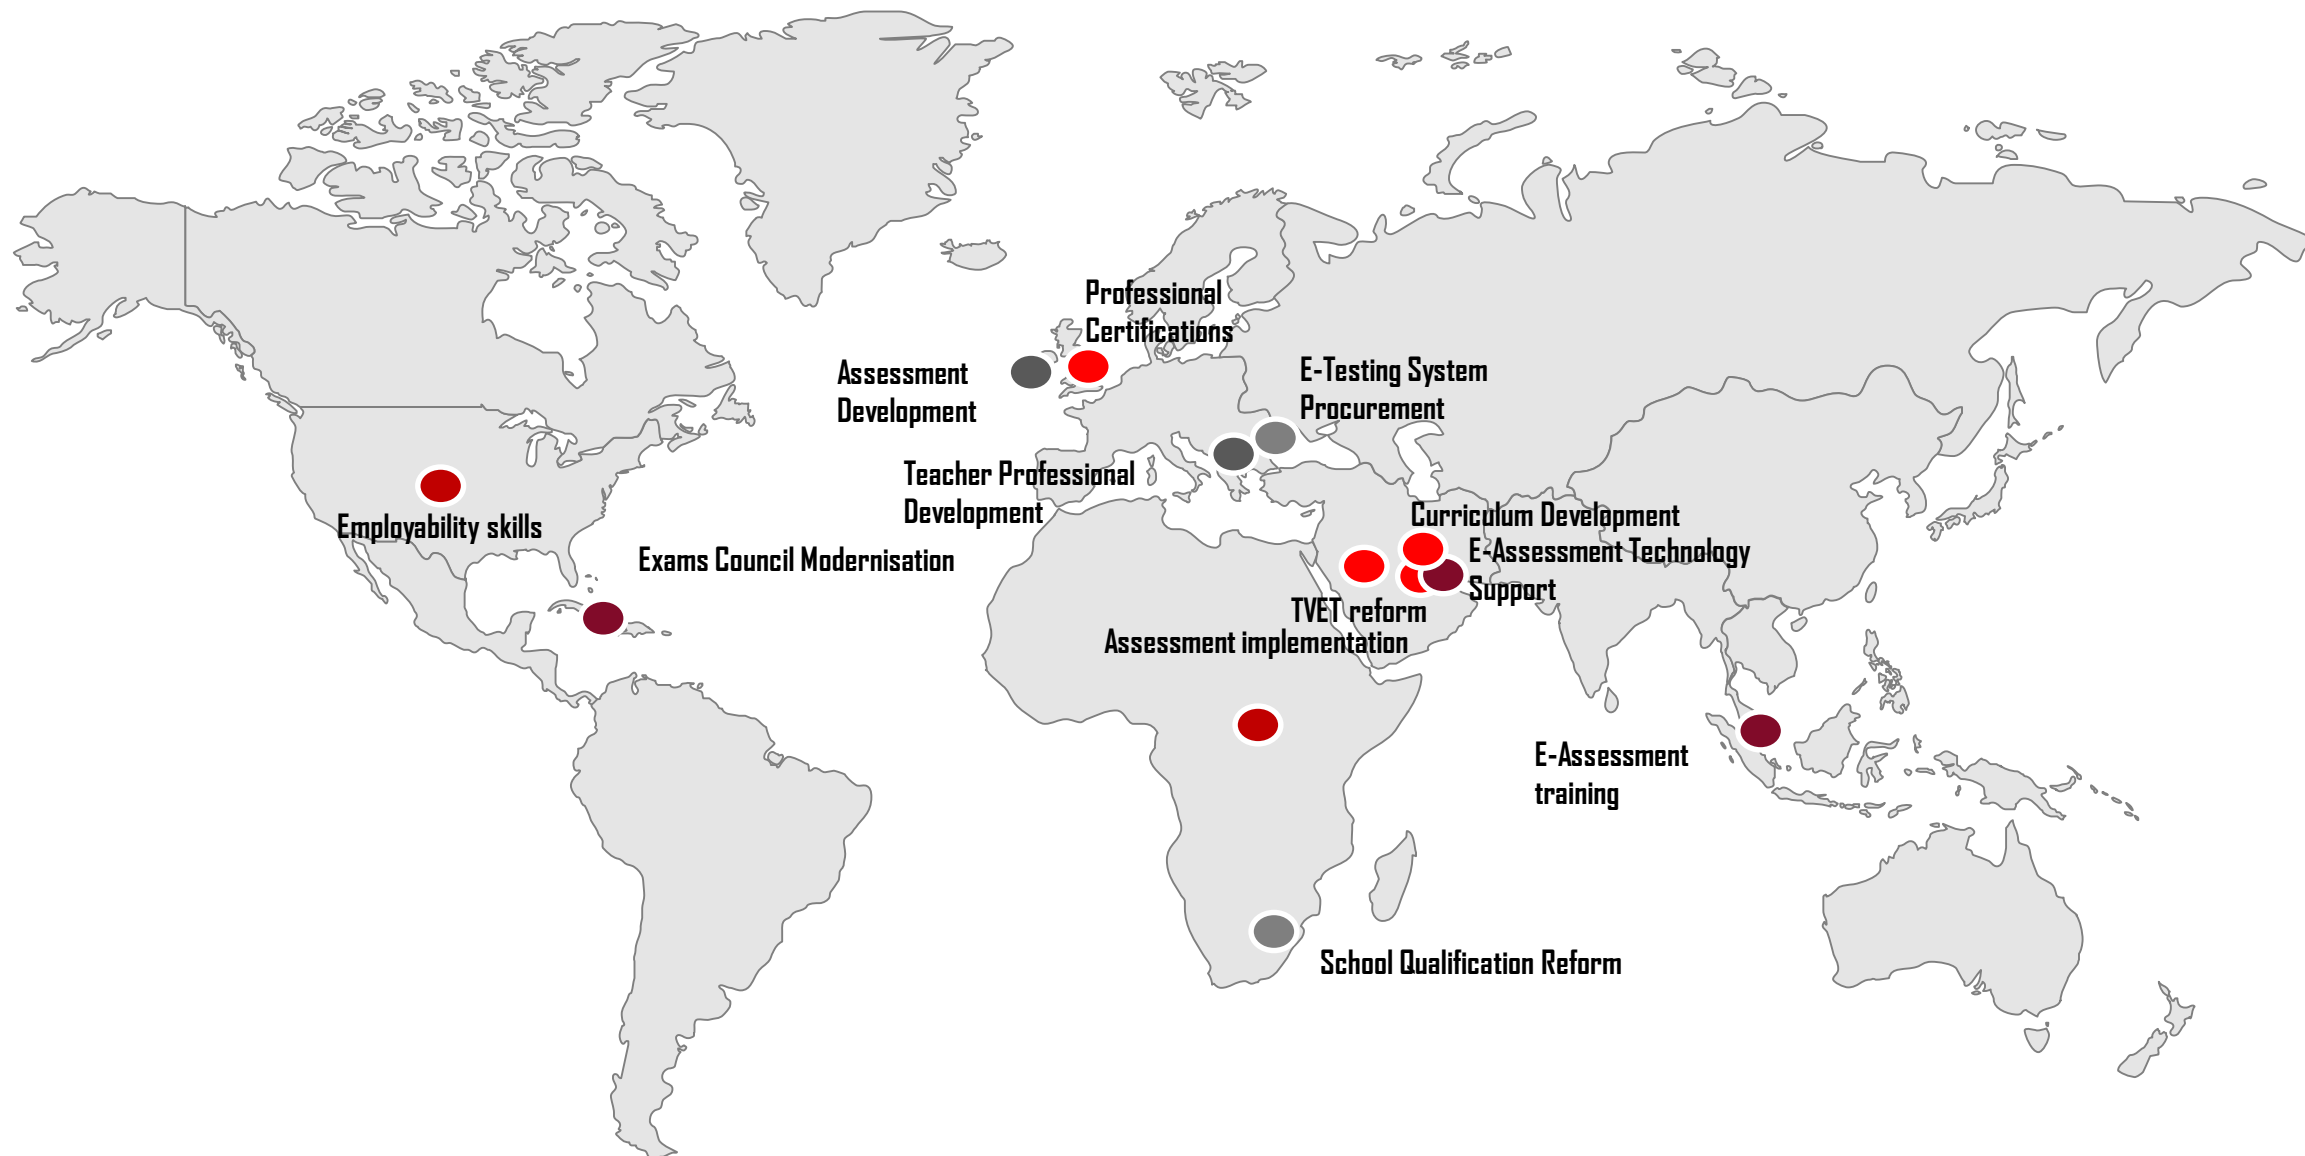 Professional
Certifications
Assessment
Development
E-Testing System
Procurement
Teacher Professional
Development
Employability skills
Exams Council Modernisation
Curriculum Development
E-Assessment Technology
Support
TVET reform
Assessment implementation
E-Assessment
training
School Qualification Reform